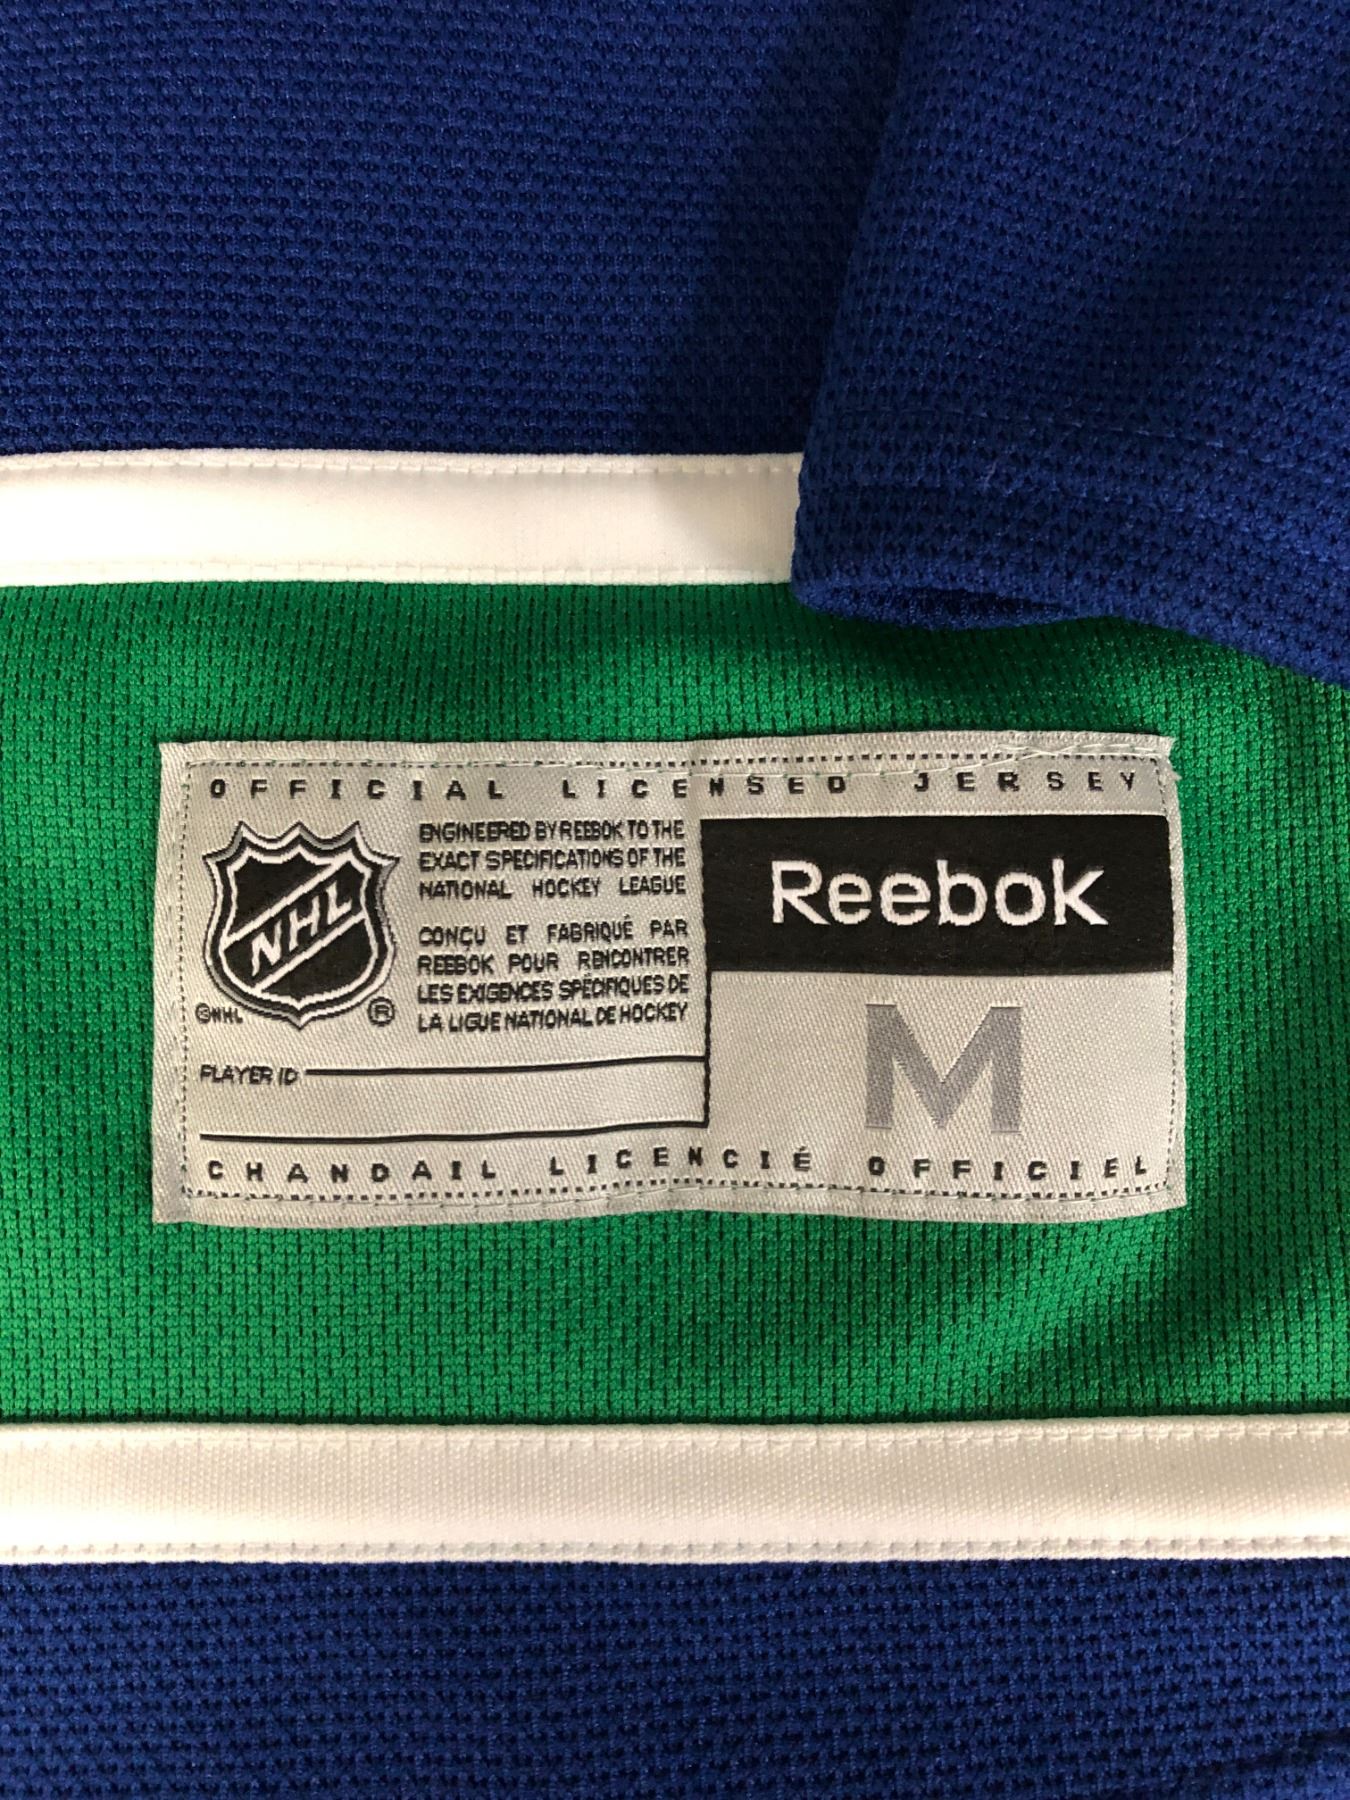 OFFICIAL LICENSED JERSEY
NHL
©NHL
®
ENGINEERED BY REEBOK TO THE
EXACT SPECIFICATIONS OF THE
NATIONAL HOCKEY LEAGUE
CONÇU ET FABRIQUÉ PAR
REEBOK POUR RENCONTRER
LES EXIGENCES SPÉCIFIQUES DE
LA LIGUE NATIONAL DE HOCKEY
Reebok
M
PLAYER ID
CHANDAIL LICENCIÉ OFFICIEL